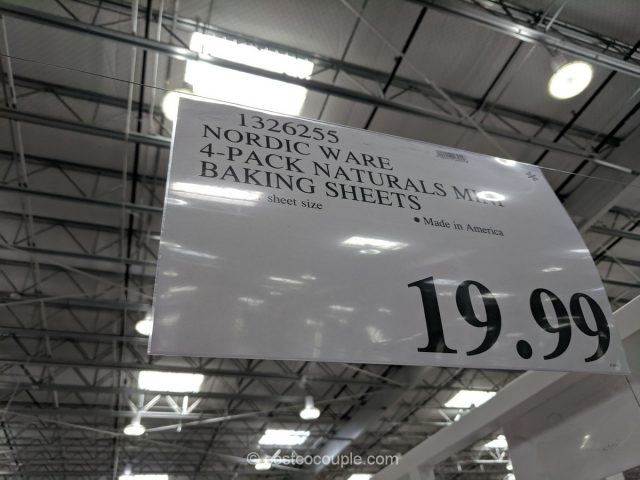 1326255
NORDIC WARE
4-PACK NATURALS MINI
BAKING SHEETS
sheet size
• Made in America
19.99
© costcocouple.com